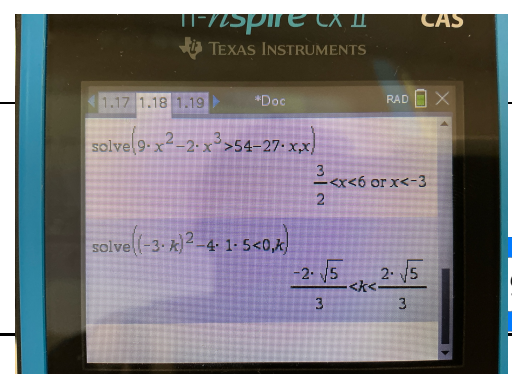 TI-nspire CX II CAS
TEXAS INSTRUMENTS
1.17 1.18 1.19 *Doc RAD
solve(9·x^2-2·x^3>54-27·x,x)
3/2<x<6 or x<-3
solve((-3·k)^2-4·1·5<0,k)
-2·√5/3<k<2·√5/3